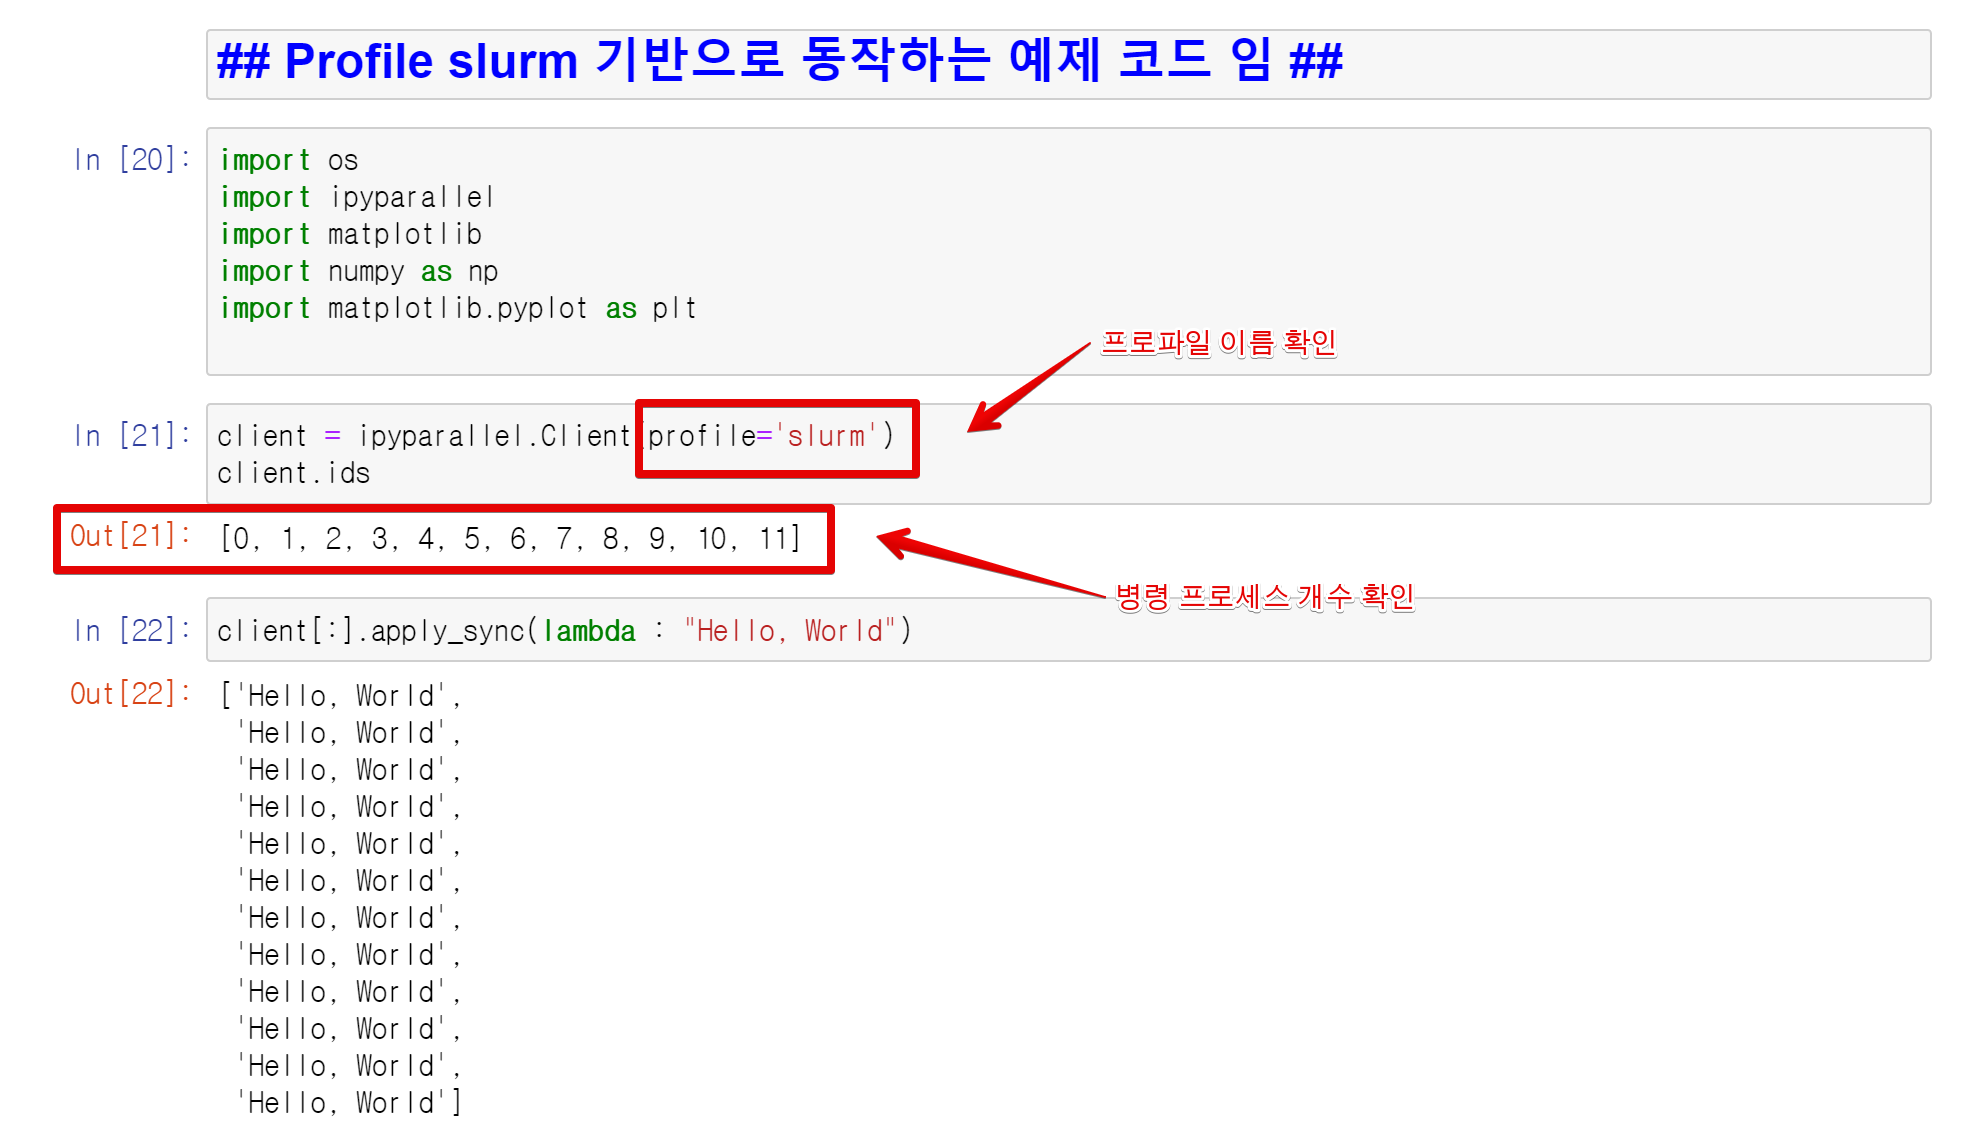 ## Profile slurm 기반으로 동작하는 예제 코드 임 ##
In [20]:
import os
import ipyparallel
import matplotlib
import numpy as np
import matplotlib.pyplot as plt
프로파일 이름 확인
In [21]:
client = ipyparallel.Client(profile='slurm')
client.ids
Out[21]: [0, 1, 2, 3, 4, 5, 6, 7, 8, 9, 10, 11]
병령 프로세스 개수 확인
In [22]: client[:].apply_sync(lambda : "Hello, World")
Out[22]: ['Hello, World',
'Hello, World',
'Hello, World',
'Hello, World',
'Hello, World',
'Hello, World',
'Hello, World',
'Hello, World',
'Hello, World',
'Hello, World',
'Hello, World',
'Hello, World']